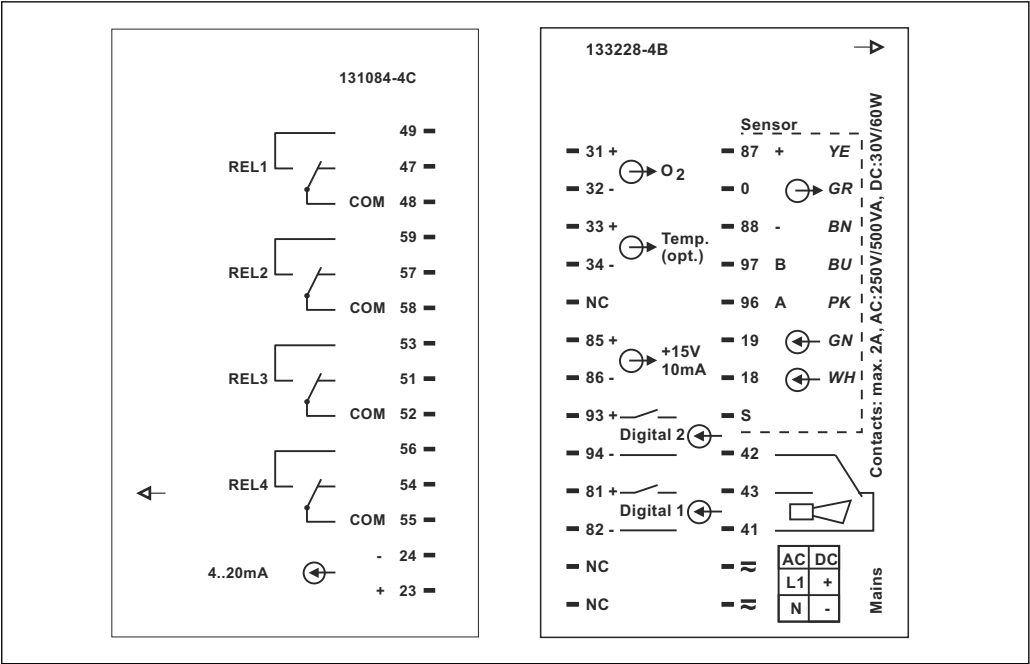 131084-4C
49
REL1 47
COM 48
59
REL2 57
COM 58
53
REL3 51
COM 52
56
REL4 54
COM 55
- 24
4..20mA
+ 23
133228-4B
Sensor
31 +
O2
32 -
33 +
Temp.
(opt.)
34 -
NC
85 +
+15V
10mA
86 -
93 +
Digital 2
94 -
81 +
Digital 1
82 -
NC
NC
87 + YE
0 GR
88 - BN
97 B BU
96 A PK
19 GN
18 WH
S
42
43
41
AC DC
L1 +
N -
Contacts: max. 2A, AC:250V/500VA, DC:30V/60W
Mains